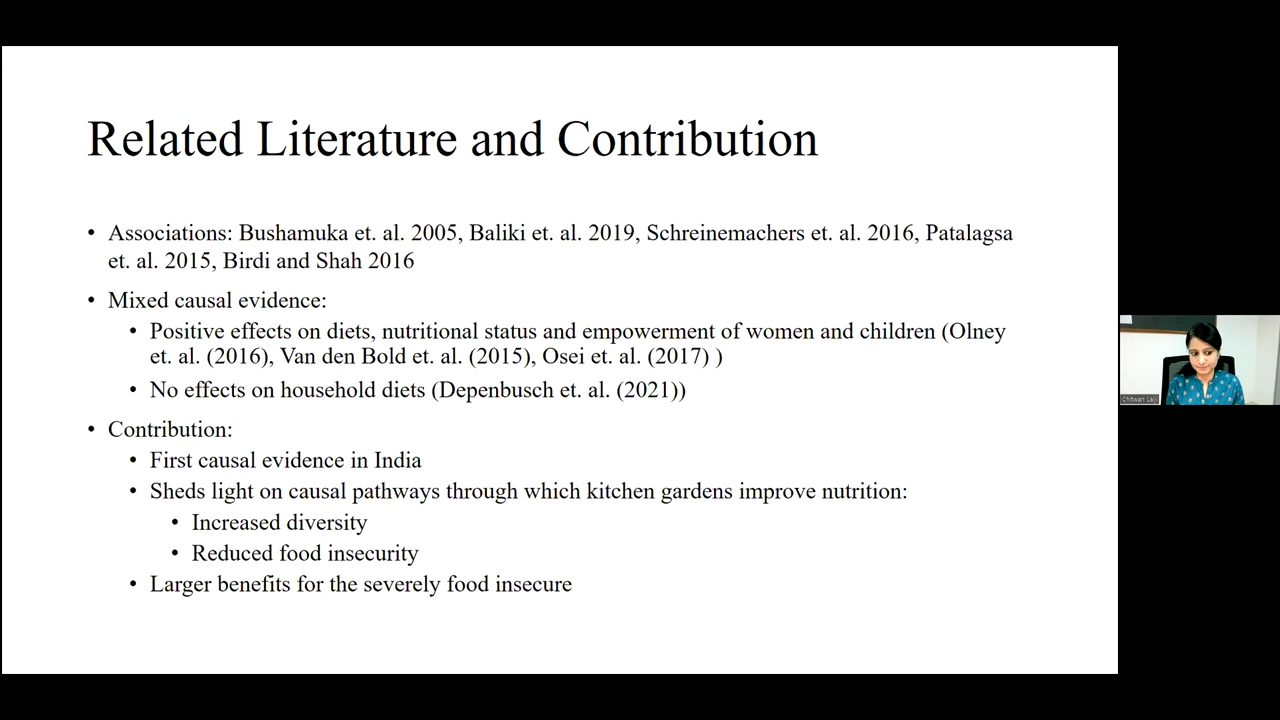 Related Literature and Contribution
• Associations: Bushamuka et. al. 2005, Baliki et. al. 2019, Schreinemachers et. al. 2016, Patalagsa
et. al. 2015, Birdi and Shah 2016
• Mixed causal evidence:
• Positive effects on diets, nutritional status and empowerment of women and children (Olney
et. al. (2016), Van den Bold et. al. (2015), Osei et. al. (2017) )
• No effects on household diets (Depenbusch et. al. (2021))
• Contribution:
• First causal evidence in India
• Sheds light on causal pathways through which kitchen gardens improve nutrition:
• Increased diversity
• Reduced food insecurity
• Larger benefits for the severely food insecure
Chitwan Lalji